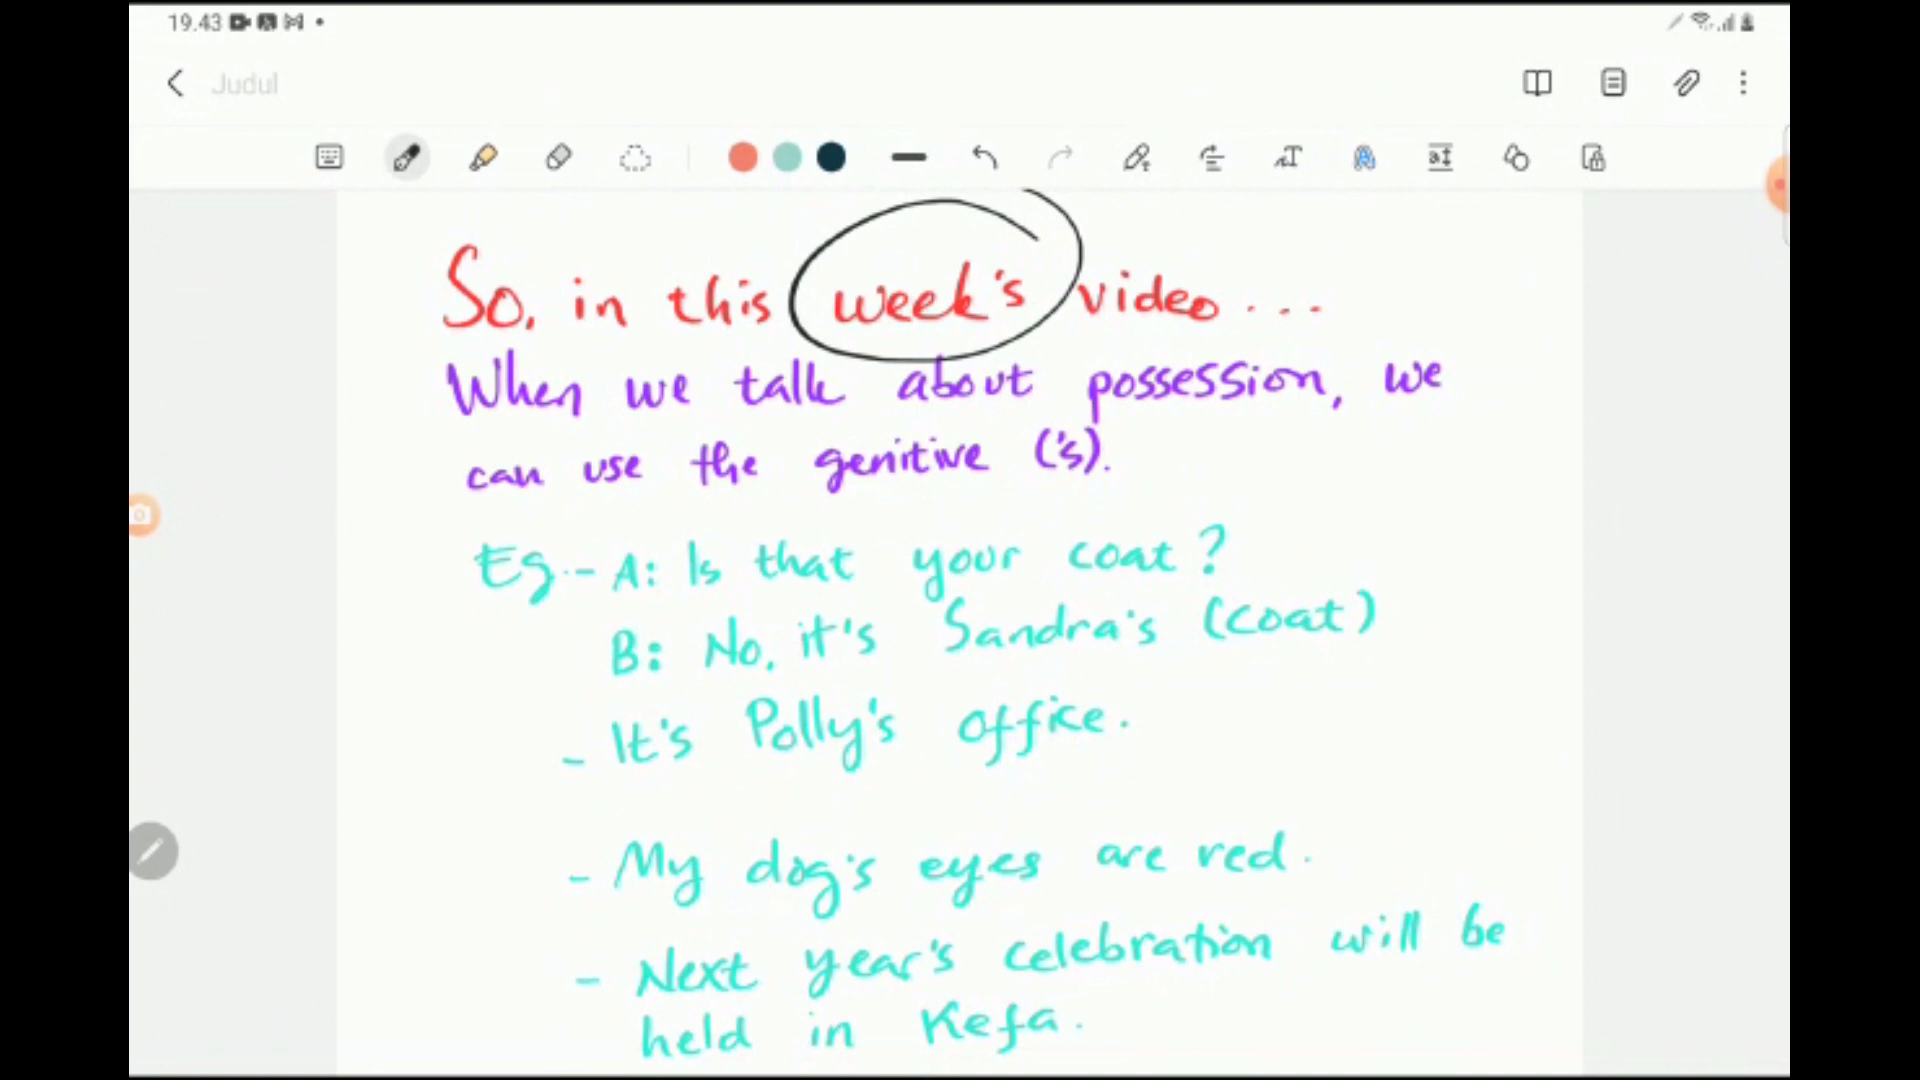 19.43
Judul
So, in this week's video ...
When we talk about possession, we
can use the genitive ('s).
Eg.- A: Is that your coat?
B: No, it's Sandra's (coat)
- It's Polly's office.
- My dog's eyes are red.
- Next year's celebration will be
held in Kefa.